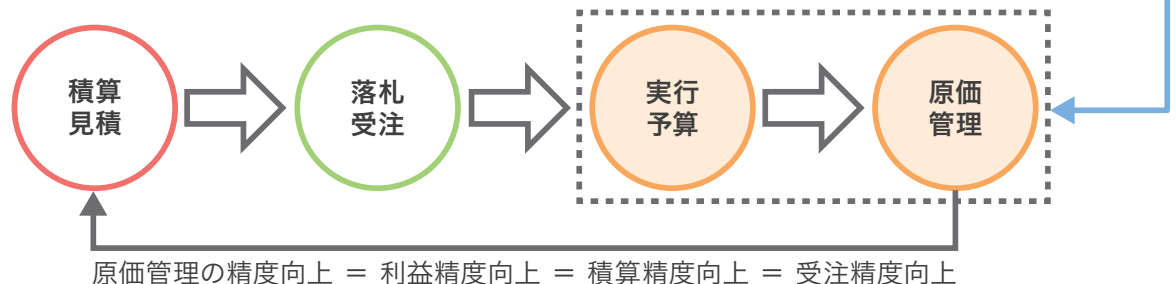 積算
見積
落札
受注
実行
予算
原価
管理
原価管理の精度向上 ＝ 利益精度向上 ＝ 積算精度向上 ＝ 受注精度向上